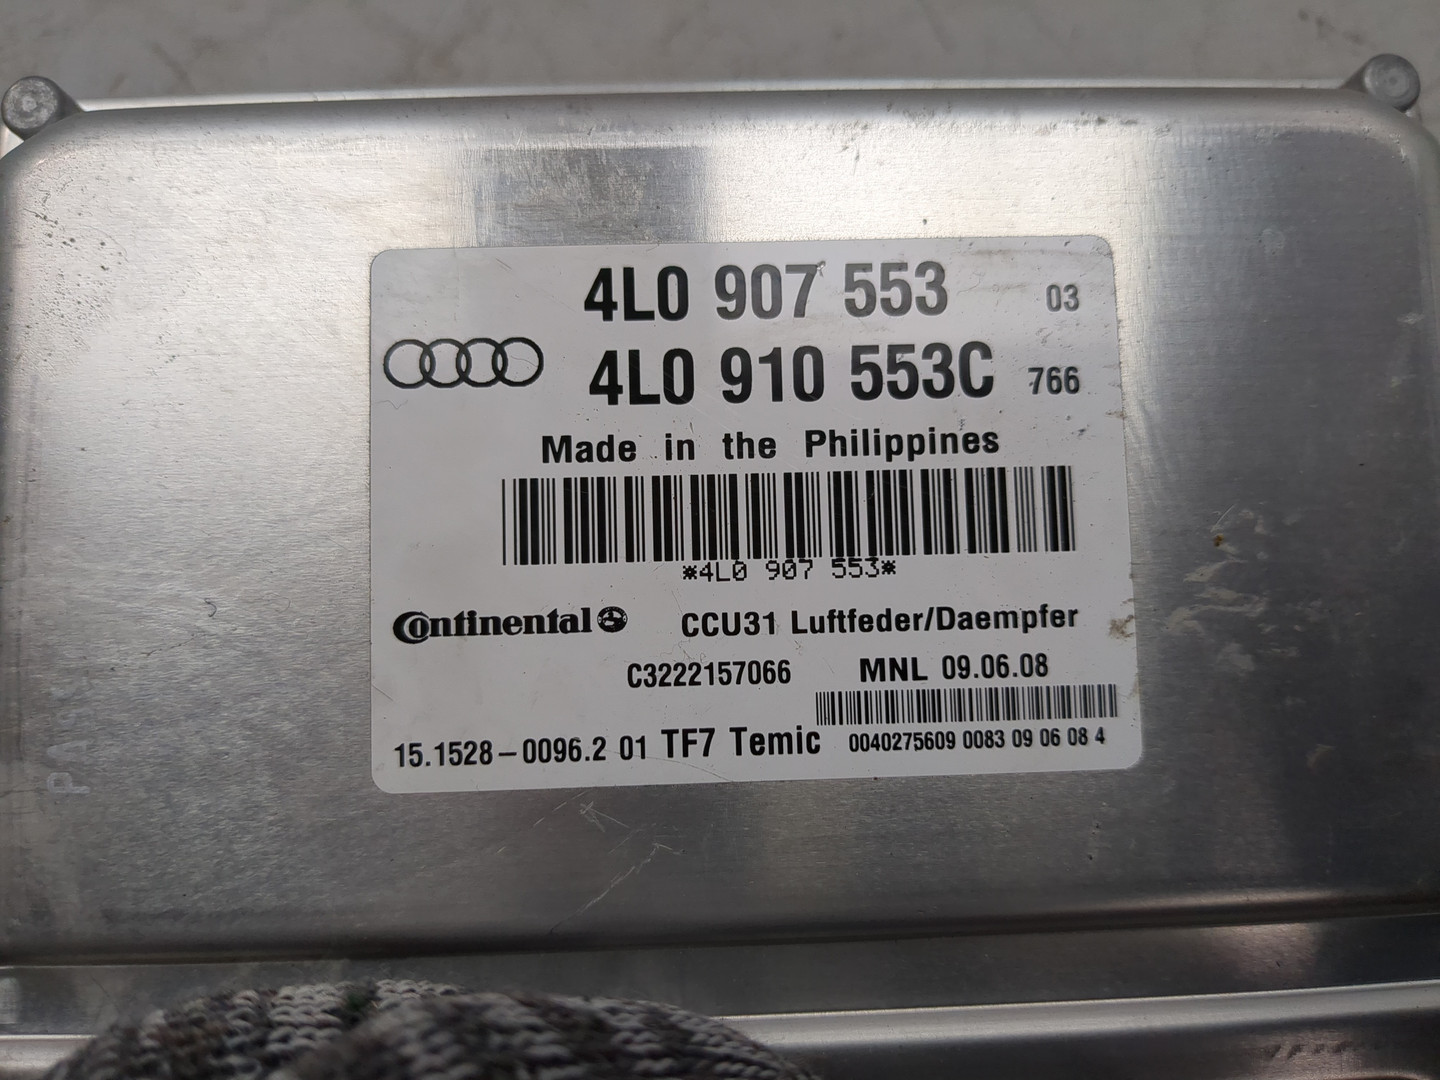 4L0 907 553 03
4L0 910 553C 766
Made in the Philippines
*4L0 907 553*
Continental CCU31 Luftfeder/Daempfer
C3222157066 MNL 09.06.08
15.1528-0096.2 01 TF7 Temic 0040275609 0083 09 06 08 4